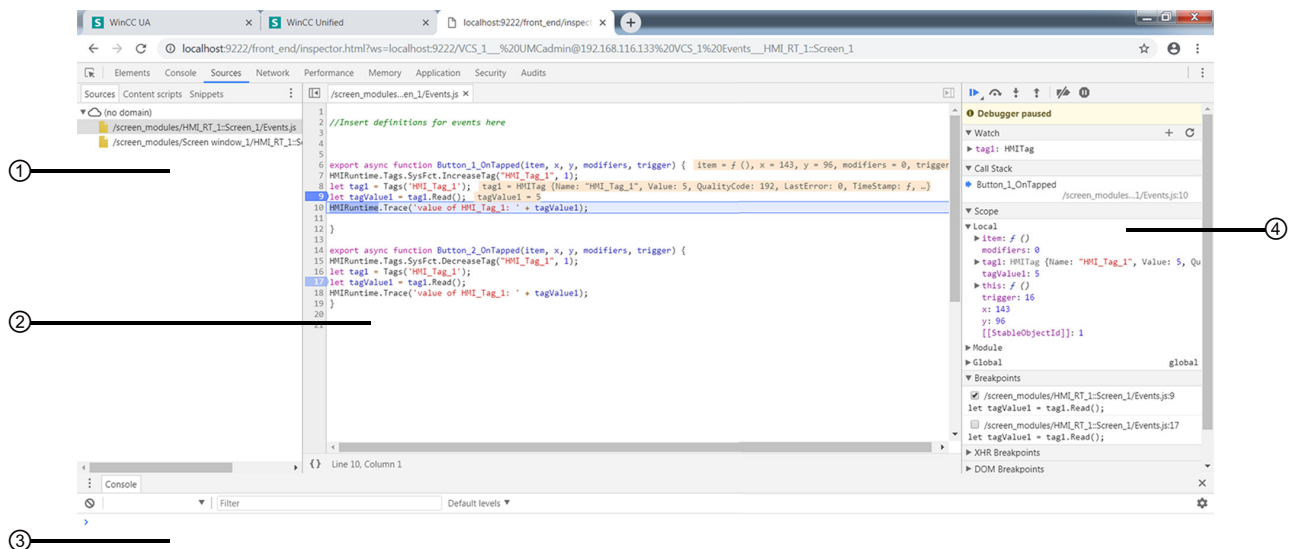 S WinCC UA × S WinCC Unified × localhost:9222/front_end/inspect ×
localhost:9222/front_end/inspector.html?ws=localhost:9222/VCS_1__%20UMCadmin@192.168.116.133%20VCS_1%20Events__HMI_RT_1::Screen_1
Elements Console Sources Network Performance Memory Application Security Audits
Sources Content scripts Snippets
(no domain)
/screen_modules/HMI_RT_1::Screen_1/Events.js
/screen_modules/Screen window_1/HMI_RT_1::S
/screen_modules...en_1/Events.js ×
1
2 //Insert definitions for events here
3
4
5
6 export async function Button_1_OnTapped(item, x, y, modifiers, trigger) { item = ƒ (), x = 143, y = 96, modifiers = 0, trigger
7 HMIRuntime.Tags.SysFct.IncreaseTag("HMI_Tag_1", 1);
8 let tag1 = Tags('HMI_Tag_1'); tag1 = HMITag {Name: "HMI_Tag_1", Value: 5, QualityCode: 192, LastError: 0, TimeStamp: ƒ, …}
9 let tagValue1 = tag1.Read(); tagValue1 = 5
10 HMIRuntime.Trace('value of HMI_Tag_1: ' + tagValue1);
11
12 }
13
14 export async function Button_2_OnTapped(item, x, y, modifiers, trigger) {
15 HMIRuntime.Tags.SysFct.DecreaseTag("HMI_Tag_1", 1);
16 let tag1 = Tags('HMI_Tag_1');
17 let tagValue1 = tag1.Read();
18 HMIRuntime.Trace('value of HMI_Tag_1: ' + tagValue1);
19 }
20
21
{} Line 10, Column 1
Debugger paused
Watch
tag1: HMITag
Call Stack
Button_1_OnTapped
/screen_modules...1/Events.js:10
Scope
Local
item: ƒ ()
modifiers: 0
tag1: HMITag {Name: "HMI_Tag_1", Value: 5, Qu
tagValue1: 5
this: ƒ ()
trigger: 16
x: 143
y: 96
[[StableObjectId]]: 1
Module
Global global
Breakpoints
/screen_modules/HMI_RT_1::Screen_1/Events.js:9
let tagValue1 = tag1.Read();
/screen_modules/HMI_RT_1::Screen_1/Events.js:17
let tagValue1 = tag1.Read();
XHR Breakpoints
DOM Breakpoints
Console
Filter Default levels ▼
①
②
③
④